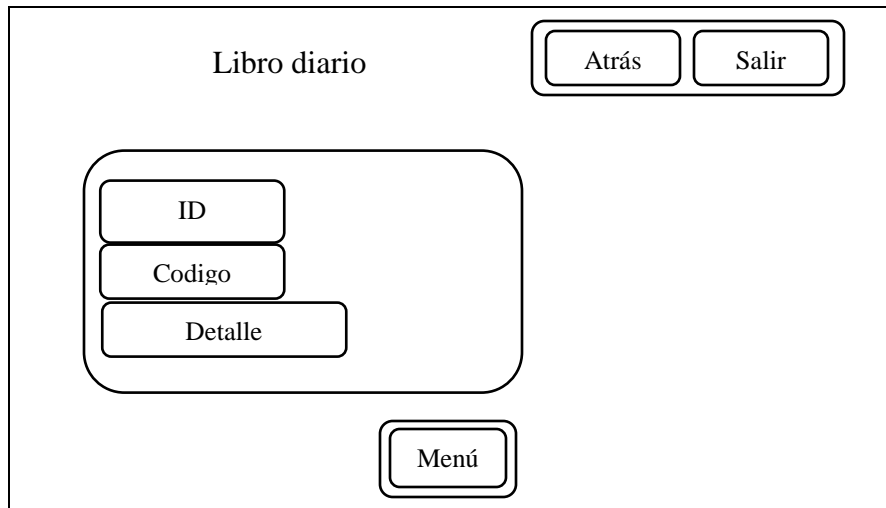 Libro diario
Atrás
Salir
ID
Codigo
Detalle
Menú